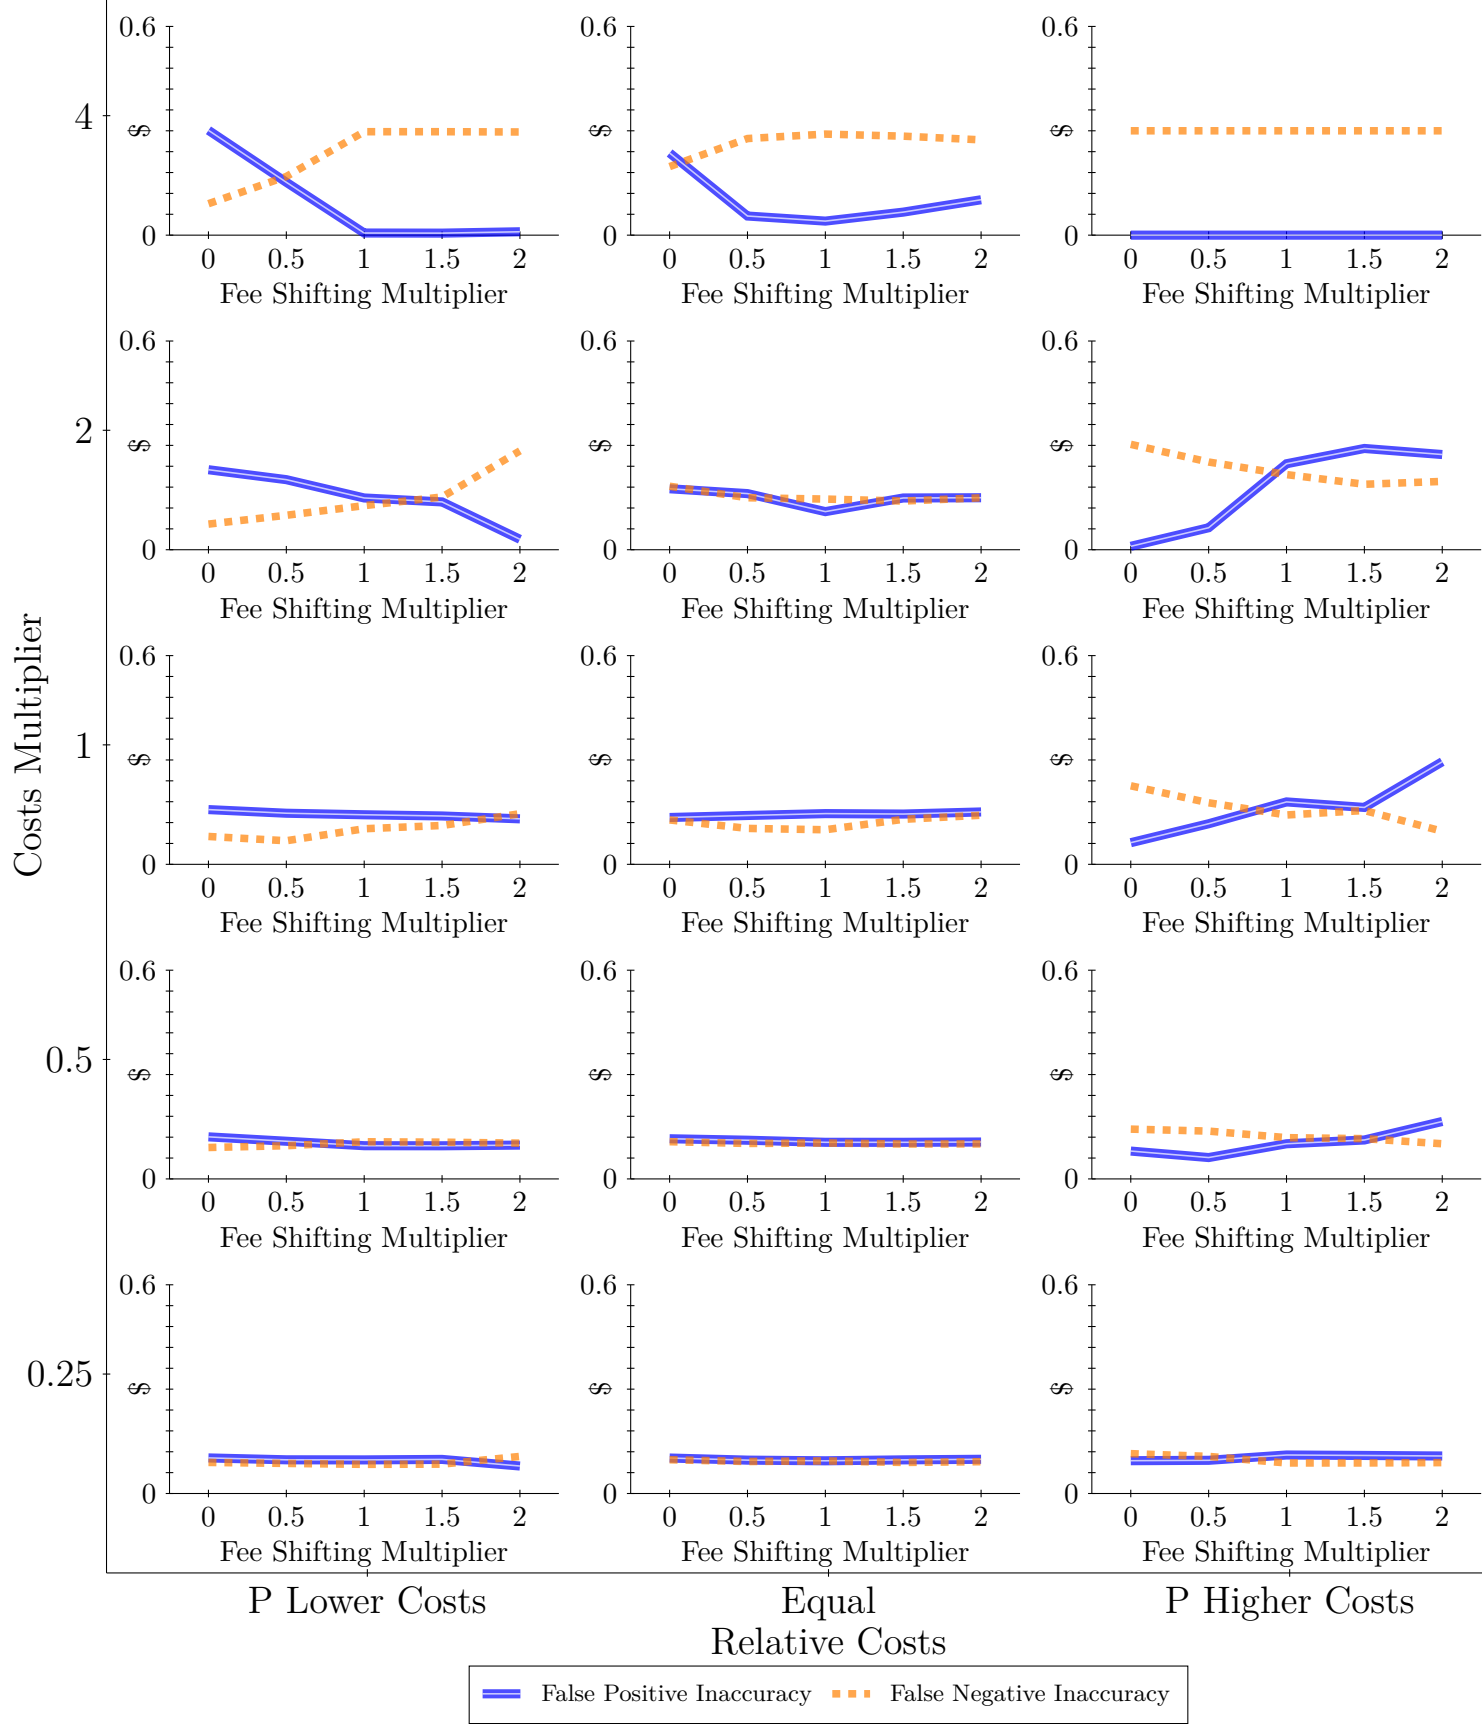 0.6 0.6 0.6
4 $ $ $
0 0 0
0 0.5 1 1.5 2 0 0.5 1 1.5 2 0 0.5 1 1.5 2
Fee Shifting Multiplier Fee Shifting Multiplier Fee Shifting Multiplier
0.6 0.6 0.6
2 $ $ $
0 0 0
0 0.5 1 1.5 2 0 0.5 1 1.5 2 0 0.5 1 1.5 2
Fee Shifting Multiplier Fee Shifting Multiplier Fee Shifting Multiplier
Costs Multiplier
0.6 0.6 0.6
1 $ $ $
0 0 0
0 0.5 1 1.5 2 0 0.5 1 1.5 2 0 0.5 1 1.5 2
Fee Shifting Multiplier Fee Shifting Multiplier Fee Shifting Multiplier
0.6 0.6 0.6
0.5 $ $ $
0 0 0
0 0.5 1 1.5 2 0 0.5 1 1.5 2 0 0.5 1 1.5 2
Fee Shifting Multiplier Fee Shifting Multiplier Fee Shifting Multiplier
0.6 0.6 0.6
0.25 $ $ $
0 0 0
0 0.5 1 1.5 2 0 0.5 1 1.5 2 0 0.5 1 1.5 2
Fee Shifting Multiplier Fee Shifting Multiplier Fee Shifting Multiplier
P Lower Costs Equal P Higher Costs
Relative Costs
False Positive Inaccuracy False Negative Inaccuracy